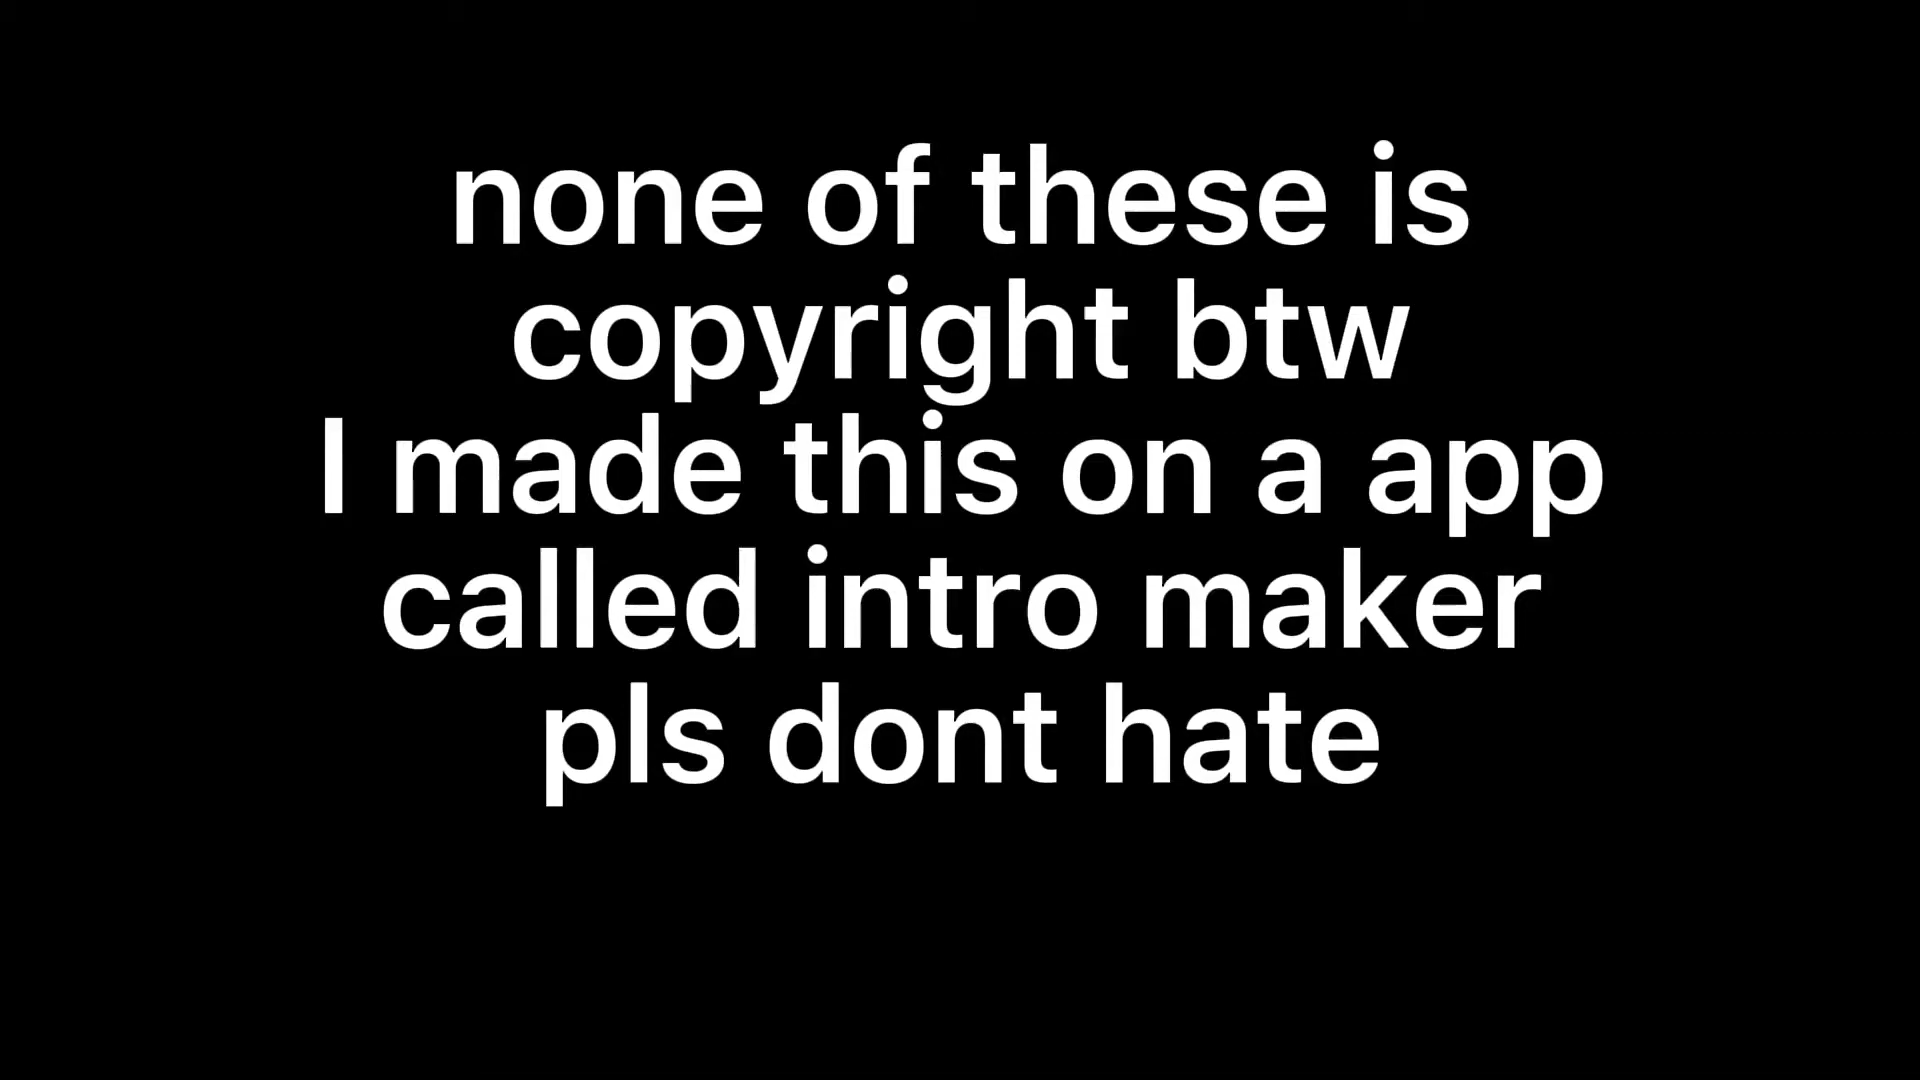 none of these is
copyright btw
I made this on a app
called intro maker
pls dont hate